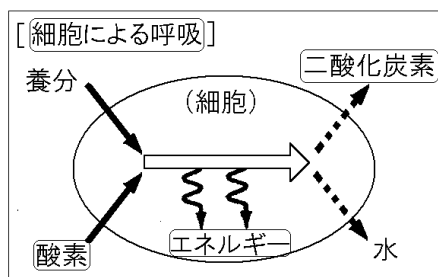 [細胞による呼吸]
養分
二酸化炭素
(細胞)
酸素
エネルギー
水